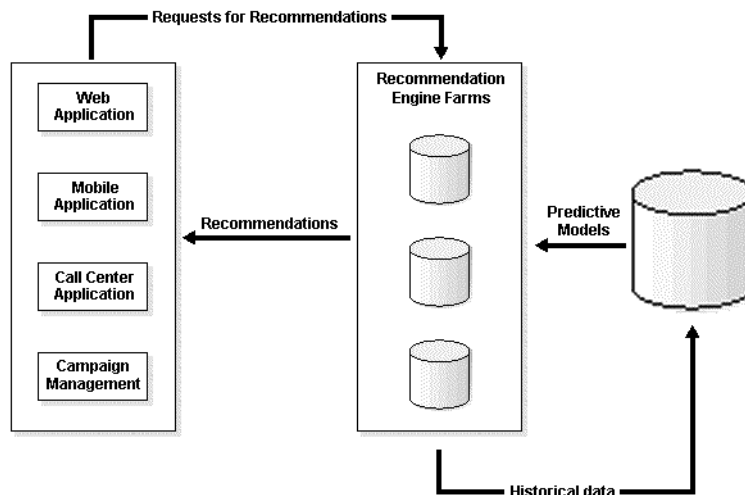 Requests for Recommendations
Web
Application
Mobile
Application
Call Center
Application
Campaign
Management
Recommendations
Recommendation
Engine Farms
Predictive
Models
Historical data